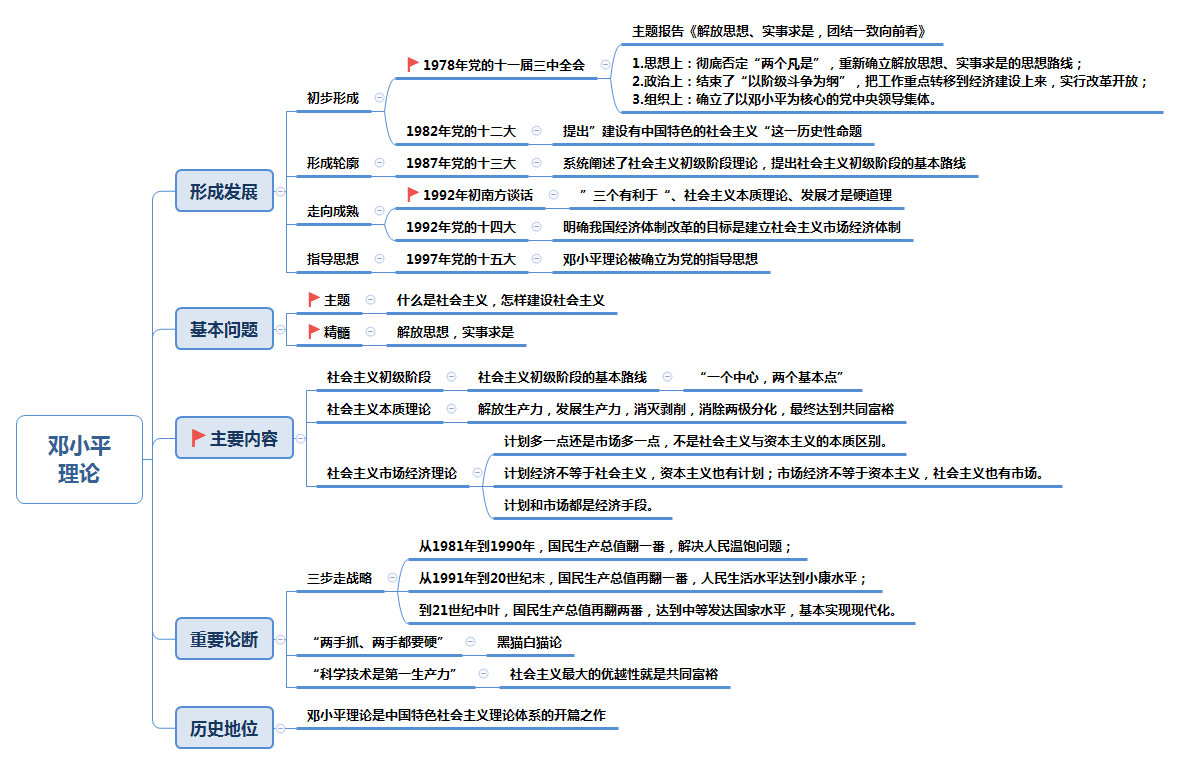 邓小平
理论
形成发展
初步形成
1978年党的十一届三中全会
主题报告《解放思想、实事求是，团结一致向前看》
1.思想上：彻底否定“两个凡是”，重新确立解放思想、实事求是的思想路线；
2.政治上：结束了“以阶级斗争为纲”，把工作重点转移到经济建设上来，实行改革开放；
3.组织上：确立了以邓小平为核心的党中央领导集体。
1982年党的十二大
提出”建设有中国特色的社会主义“这一历史性命题
形成轮廓
1987年党的十三大
系统阐述了社会主义初级阶段理论，提出社会主义初级阶段的基本路线
走向成熟
1992年初南方谈话
”三个有利于“、社会主义本质理论、发展才是硬道理
1992年党的十四大
明确我国经济体制改革的目标是建立社会主义市场经济体制
指导思想
1997年党的十五大
邓小平理论被确立为党的指导思想
基本问题
主题
什么是社会主义，怎样建设社会主义
精髓
解放思想，实事求是
主要内容
社会主义初级阶段
社会主义初级阶段的基本路线
“一个中心，两个基本点”
社会主义本质理论
解放生产力，发展生产力，消灭剥削，消除两极分化，最终达到共同富裕
社会主义市场经济理论
计划多一点还是市场多一点，不是社会主义与资本主义的本质区别。
计划经济不等于社会主义，资本主义也有计划；市场经济不等于资本主义，社会主义也有市场。
计划和市场都是经济手段。
重要论断
三步走战略
从1981年到1990年，国民生产总值翻一番，解决人民温饱问题；
从1991年到20世纪末，国民生产总值再翻一番，人民生活水平达到小康水平；
到21世纪中叶，国民生产总值再翻两番，达到中等发达国家水平，基本实现现代化。
“两手抓、两手都要硬”
黑猫白猫论
“科学技术是第一生产力”
社会主义最大的优越性就是共同富裕
历史地位
邓小平理论是中国特色社会主义理论体系的开篇之作